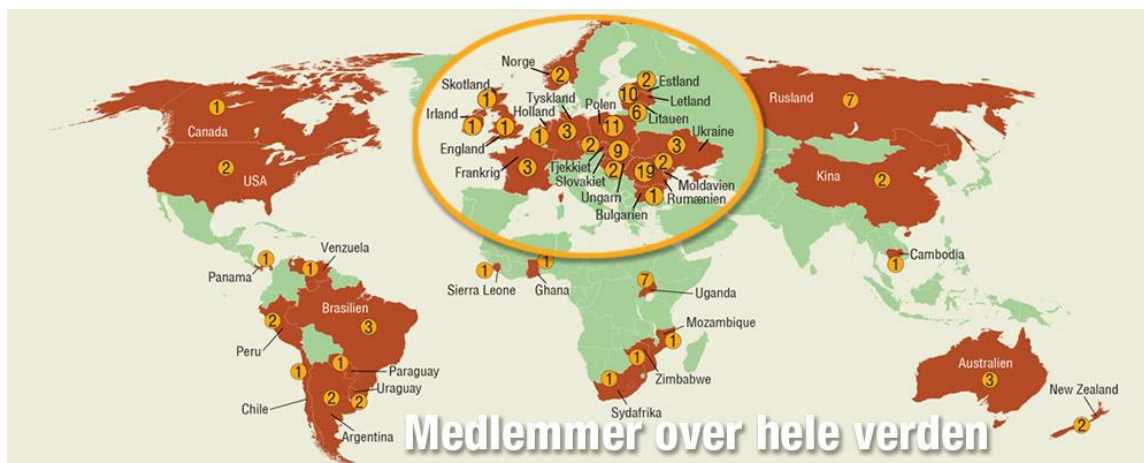 Norge
2
Skotland
1
Irland
1
England
1
Holland
1
Tyskland
3
Polen
11
Estland
2
Letland
10
Litauen
6
Ukraine
3
Frankrig
3
Tjekkiet
2
Slovakiet
9
Ungarn
2
Bulgarien
1
Moldavien
2
Rumænien
19
1
Canada
2
USA
Rusland
7
Kina
2
Cambodia
1
Panama
1
Venzuela
1
Brasilien
3
Peru
2
Paraguay
1
Uraguay
2
Chile
1
Argentina
2
Sierra Leone
1
Ghana
1
Uganda
7
Mozambique
1
Zimbabwe
1
Sydafrika
1
Australien
3
New Zealand
2
Medlemmer over hele verden